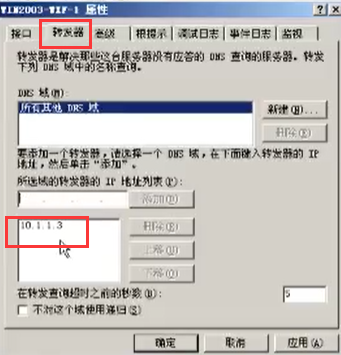 WIN2003-WXF-1 属性
接口 转发器 高级 根提示 调试日志 事件日志 监视
转发器是解决那些这台服务器没有应答的 DNS 查询的服务器。转发
下列 DNS 域中的名称查询。
DNS 域(M):
所有其他 DNS 域
新建(N)...
删除(R)
要添加一个转发器，请选择一个 DNS 域，在下面键入转发器的 IP
地址，然后单击“添加”。
所选域的转发器的 IP 地址列表(P):
添加(D)
10.1.1.3
删除(E)
上移(U)
下移(W)
在转发查询超时之前的秒数(B):
5
不对这个域使用递归(S)
确定 取消 应用(A)